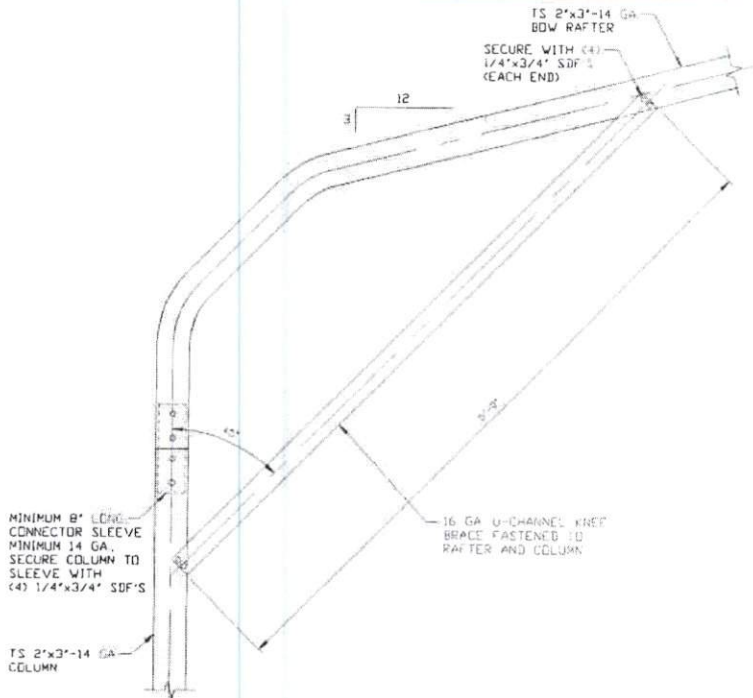 TS 2"x3"-14 GA
BOW RAFTER
SECURE WITH (4)
1/4"x3/4" SDF'S
(EACH END)
12
3
MINIMUM 8" LONG
CONNECTOR SLEEVE
MINIMUM 14 GA.
SECURE COLUMN TO
SLEEVE WITH
(4) 1/4"x3/4" SDF'S
16 GA U-CHANNEL KNEE
BRACE FASTENED TO
RAFTER AND COLUMN
TS 2"x3"-14 GA
COLUMN